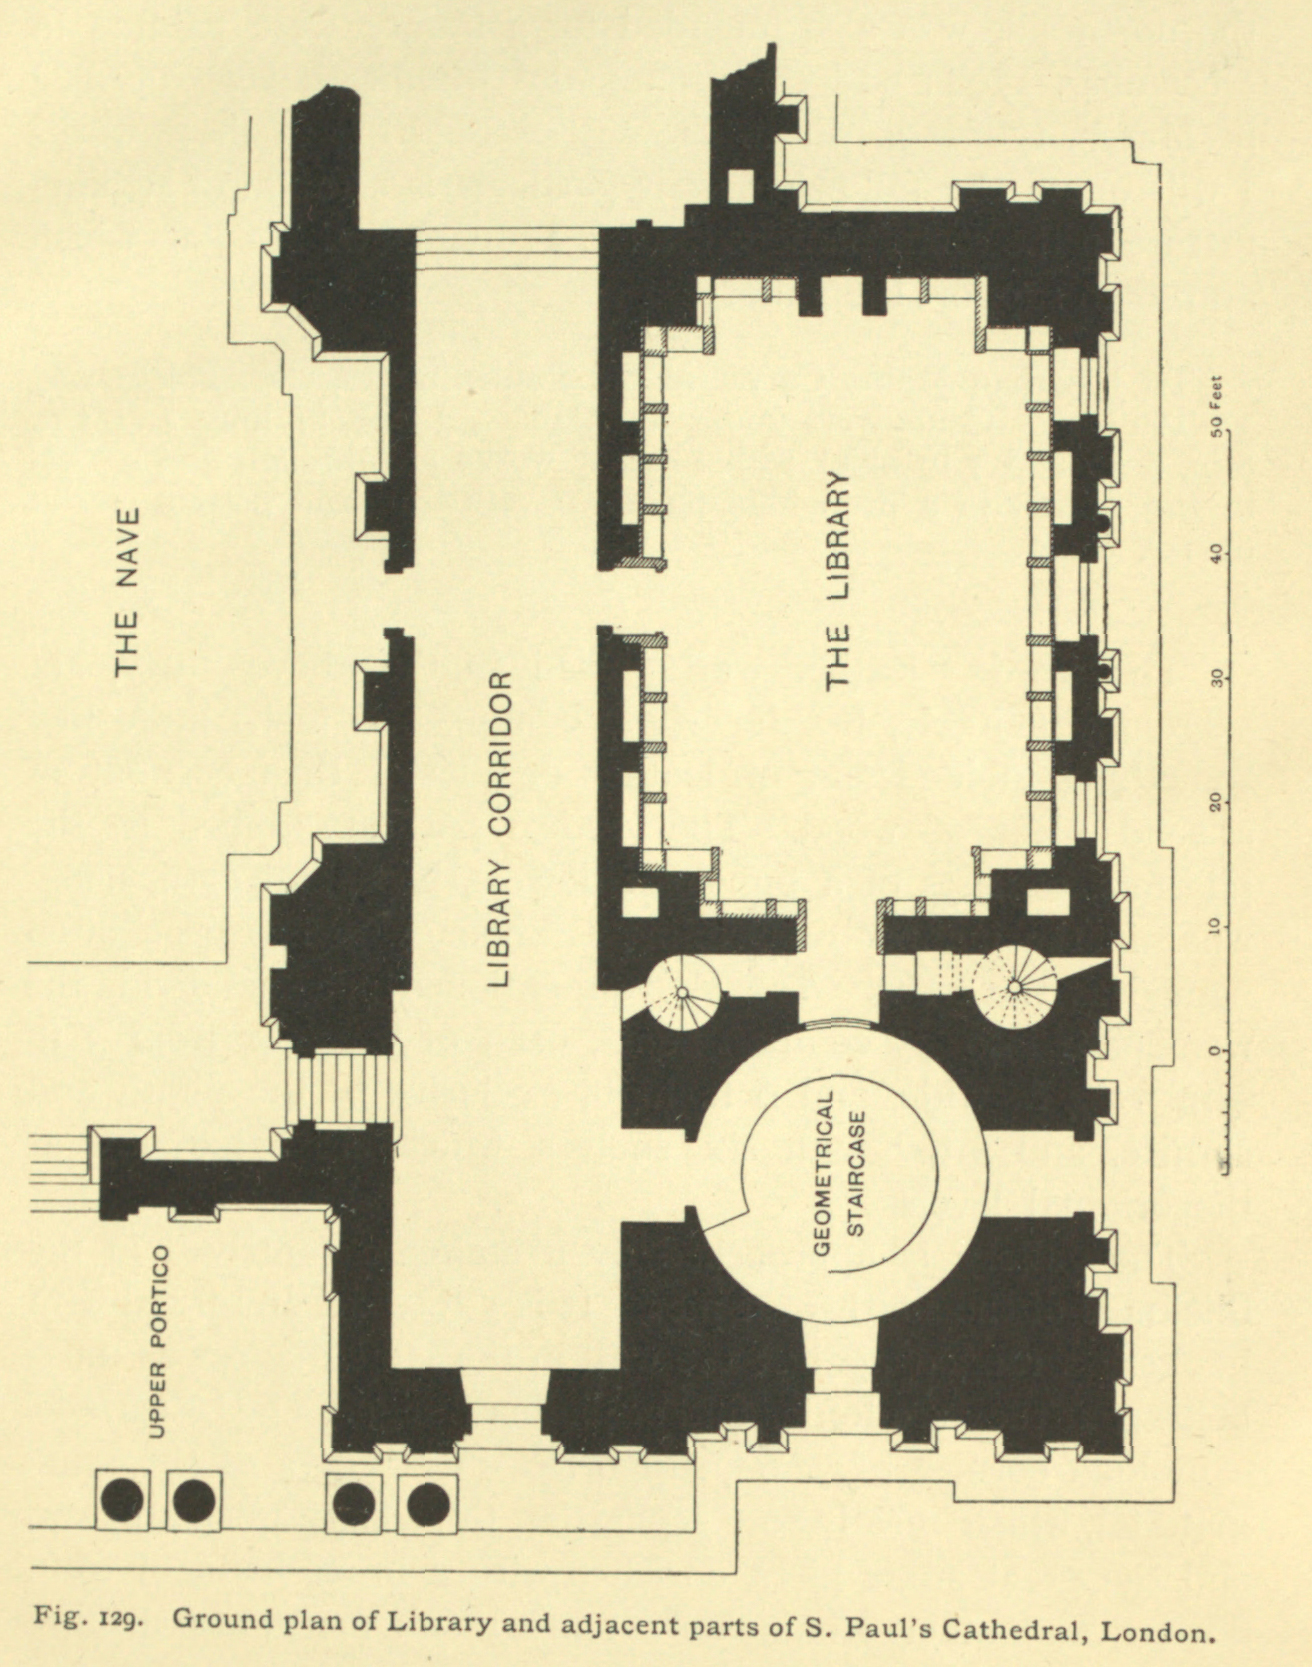 THE NAVE
LIBRARY CORRIDOR
THE LIBRARY
GEOMETRICAL
STAIRCASE
UPPER PORTICO
50 Feet
40
30
20
10
0
Fig. 129. Ground plan of Library and adjacent parts of S. Paul's Cathedral, London.